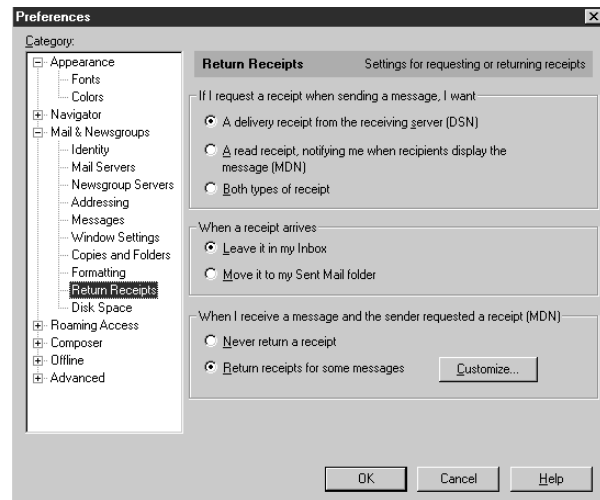 Preferences
Category:
Appearance
Fonts
Colors
Navigator
Mail & Newsgroups
Identity
Mail Servers
Newsgroup Servers
Addressing
Messages
Window Settings
Copies and Folders
Formatting
Return Receipts
Disk Space
Roaming Access
Composer
Offline
Advanced
Return Receipts Settings for requesting or returning receipts
If I request a receipt when sending a message, I want
A delivery receipt from the receiving server (DSN)
A read receipt, notifying me when recipients display the
message (MDN)
Both types of receipt
When a receipt arrives
Leave it in my Inbox
Move it to my Sent Mail folder
When I receive a message and the sender requested a receipt (MDN)
Never return a receipt
Return receipts for some messages Customize...
OK Cancel Help